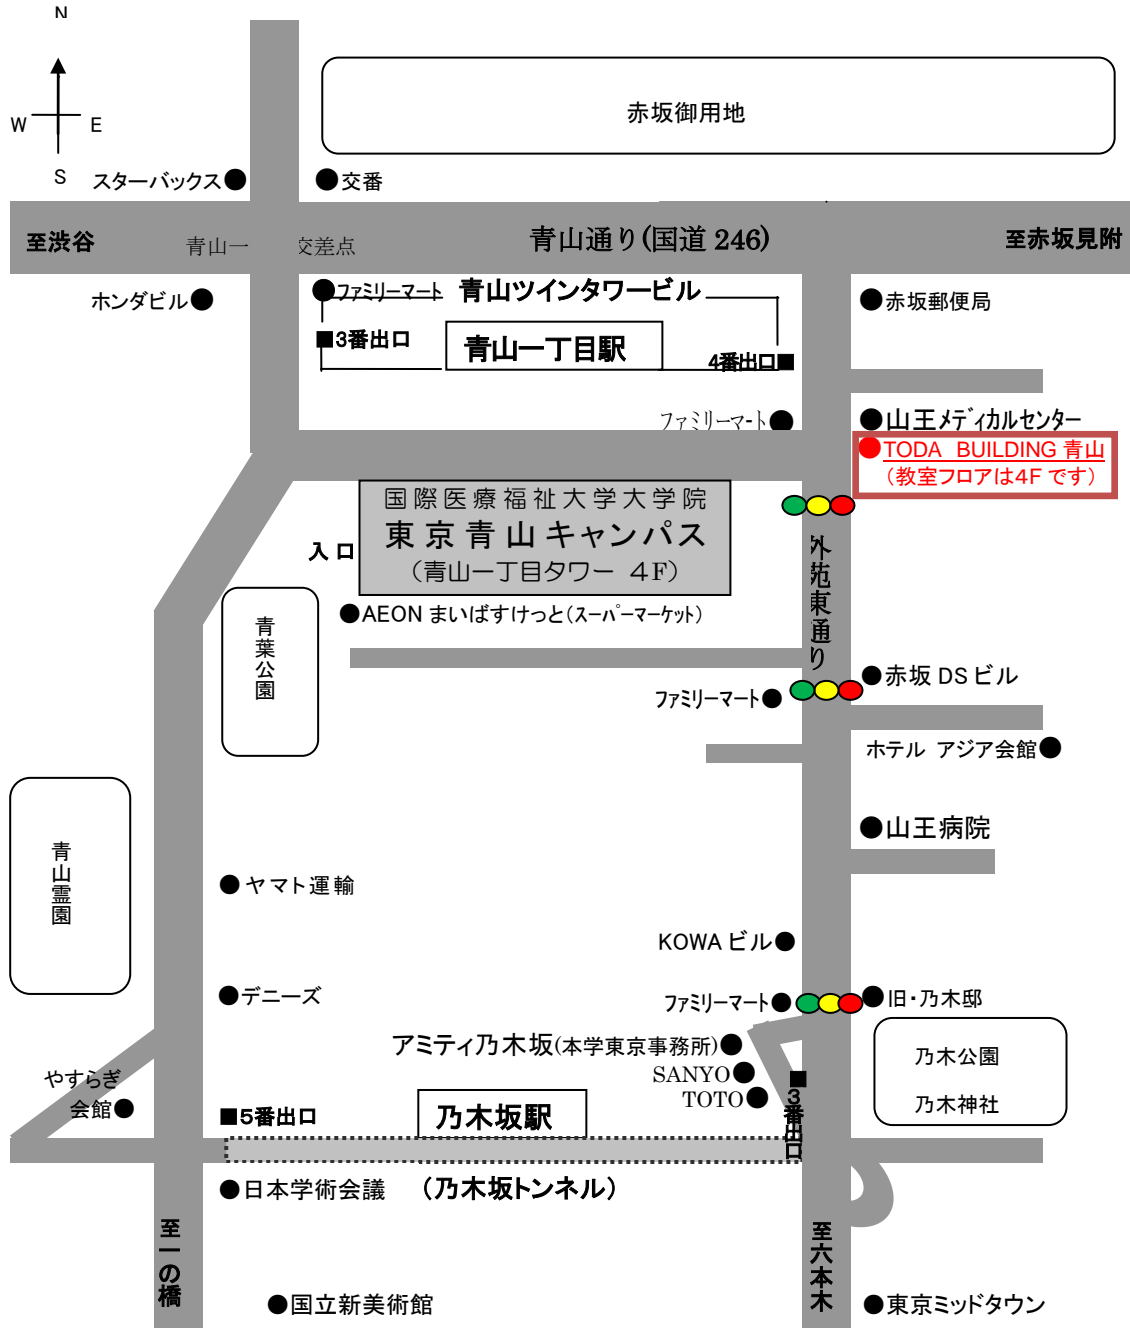 N
W
E
S
赤坂御用地
スターバックス
交番
至渋谷
青山一
交差点
青山通り(国道 246)
至赤坂見附
ホンダビル
ファミリーマート
青山ツインタワービル
赤坂郵便局
■3番出口
青山一丁目駅
4番出口■
ファミリーマート
山王メディカルセンター
TODA BUILDING 青山
(教室フロアは4F です)
国際医療福祉大学大学院
東京青山キャンパス
(青山一丁目タワー 4F)
入口
外苑東通り
AEON まいばすけっと(スーパーマーケット)
青葉公園
赤坂 DS ビル
ファミリーマート
ホテル アジア会館
青山霊園
山王病院
ヤマト運輸
KOWA ビル
デニーズ
ファミリーマート
旧・乃木邸
アミティ乃木坂(本学東京事務所)
SANYO
TOTO
乃木公園
乃木神社
やすらぎ
会館
■5番出口
乃木坂駅
■3番出口
日本学術会議
(乃木坂トンネル)
至一の橋
至六本木
国立新美術館
東京ミッドタウン